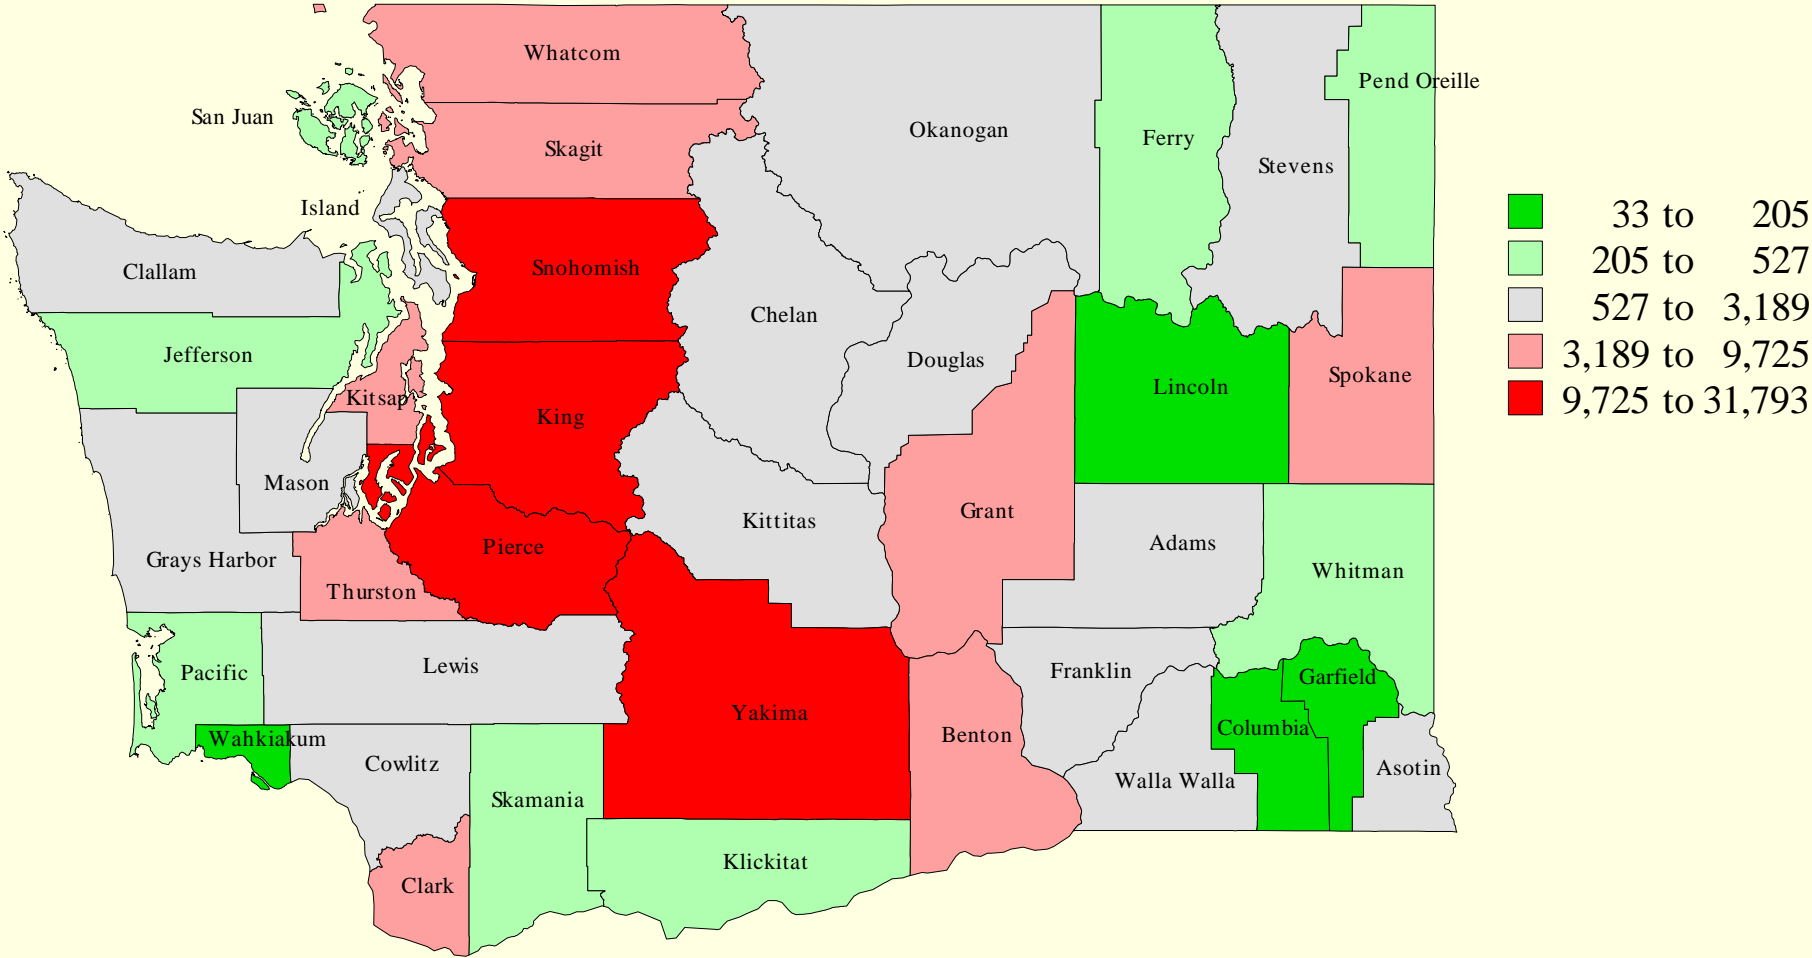 Whatcom
Pend Oreille
San Juan
Okanogan
Ferry
Skagit
Stevens
Island
Clallam
Snohomish
Chelan
Jefferson
Douglas
Spokane
Lincoln
Kitsap
King
Mason
Grant
Kittitas
Pierce
Adams
Grays Harbor
Whitman
Thurston
Lewis
Franklin
Pacific
Garfield
Yakima
Columbia
Benton
Wahkiakum
Cowlitz
Asotin
Walla Walla
Skamania
Klickitat
Clark
33 to 205
205 to 527
527 to 3,189
3,189 to 9,725
9,725 to 31,793